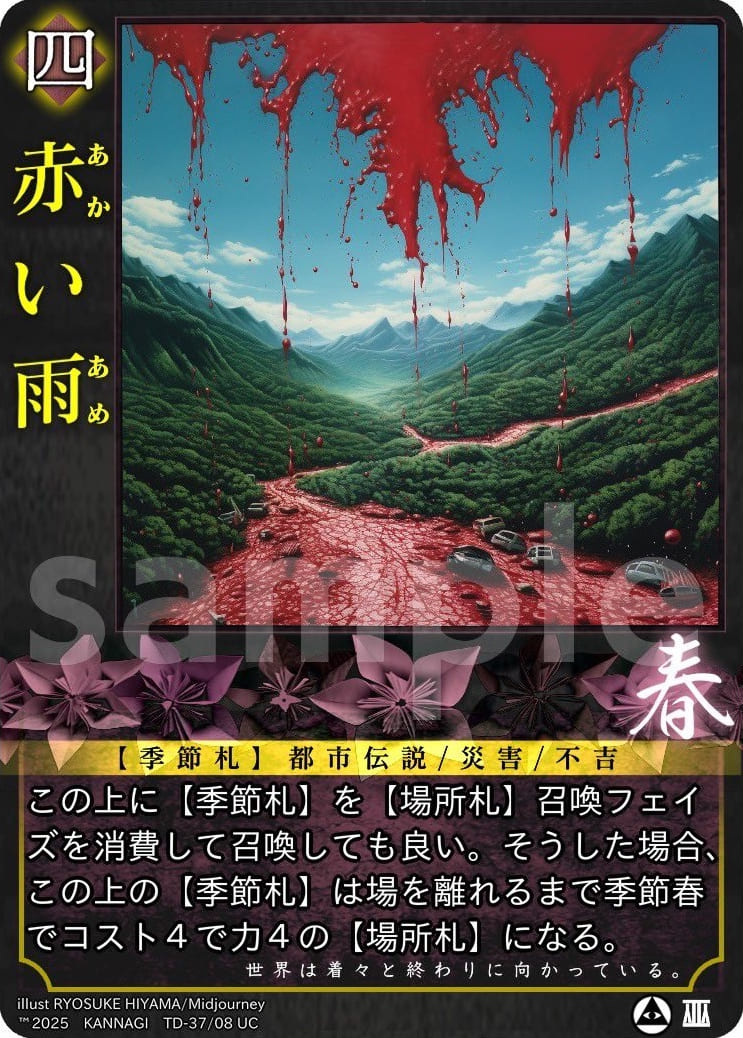 四
赤い雨
あか
あめ
sample
春
【季節札】都市伝説/災害/不吉
この上に【季節札】を【場所札】召喚フェイ
ズを消費して召喚しても良い。そうした場合、
この上の【季節札】は場を離れるまで季節春
でコスト４で力４の【場所札】になる。
世界は着々と終わりに向かっている。
illust RYOSUKE HIYAMA/Midjourney
™2025 KANNAGI TD-37/08 UC